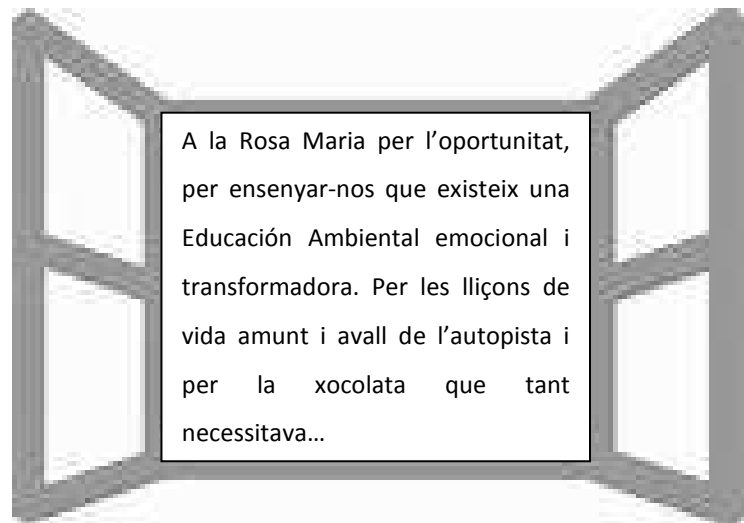 A la Rosa Maria per l’oportunitat,
per ensenyar-nos que existeix una
Educación Ambiental emocional i
transformadora. Per les lliçons de
vida amunt i avall de l’autopista i
per la xocolata que tant
necessitava…